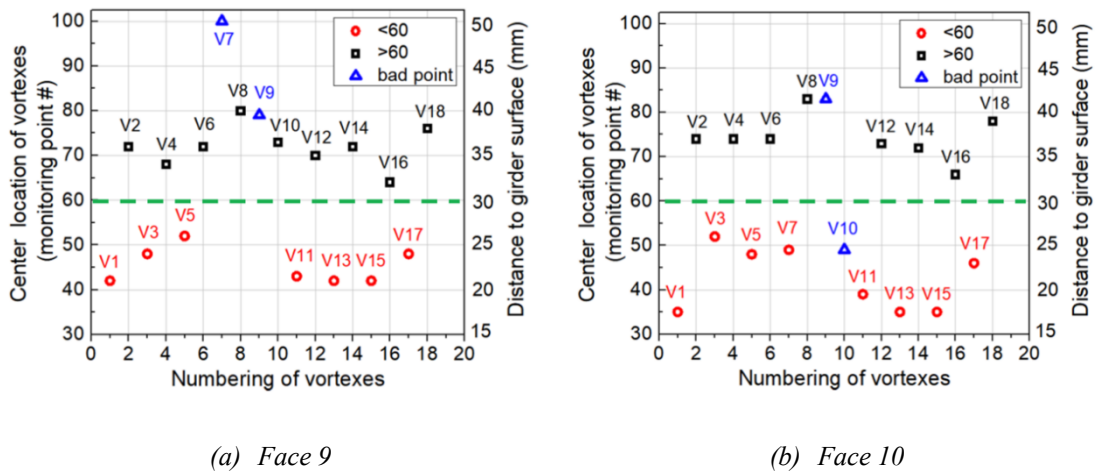 Center location of vortexes
(monitoring point #)
100
90
80
70
60
50
40
30
<60
>60
bad point
V1
V2
V3
V4
V5
V6
V7
V8
V9
V10
V11
V12
V13
V14
V15
V16
V17
V18
50
45
40
35
30
25
20
15
Distance to girder surface (mm)
0 2 4 6 8 10 12 14 16 18 20
Numbering of vortexes
(a) Face 9
Center location of vortexes
(monitoring point #)
100
90
80
70
60
50
40
30
<60
>60
bad point
V1
V2
V3
V4
V5
V6
V7
V8
V9
V10
V11
V12
V13
V14
V15
V16
V17
V18
50
45
40
35
30
25
20
15
Distance to girder surface (mm)
0 2 4 6 8 10 12 14 16 18 20
Numbering of vortexes
(b) Face 10